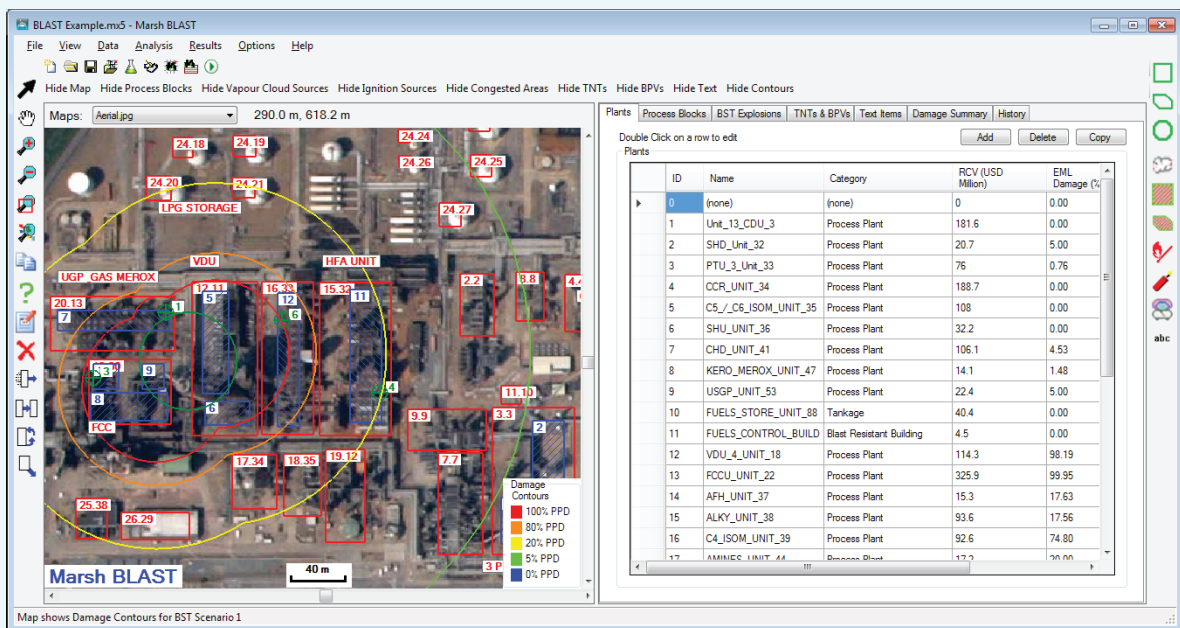 BLAST Example.mx5 - Marsh BLAST
File View Data Analysis Results Options Help
Hide Map Hide Process Blocks Hide Vapour Cloud Sources Hide Ignition Sources Hide Congested Areas Hide TNTs Hide BPVs Hide Text Hide Contours
Maps: Aerial.jpg 290.0 m, 618.2 m
24.18 24.19 24.24
24.26 24.25
24.20 24.21
LPG STORAGE
24.27
VDU HFA UNIT
UGP_GAS MEROX
2.2 8.8 4.4
12.11 16.33 15.32
20.13 5 12 11
7 1 6
13 9 4
8 6
FCC
11.10
9.9 3.3
2
17.34 18.35 19.12 7.7
25.38
26.29
3 P
Damage
Contours
100% PPD
80% PPD
20% PPD
5% PPD
0% PPD
Marsh BLAST
40 m
Plants Process Blocks BST Explosions TNTs & BPVs Text Items Damage Summary History
Double Click on a row to edit Add Delete Copy
Plants
ID Name Category RCV (USD Million) EML Damage (%
0 (none) (none) 0 0.00
1 Unit_13_CDU_3 Process Plant 181.6 0.00
2 SHD_Unit_32 Process Plant 20.7 5.00
3 PTU_3_Unit_33 Process Plant 76 0.76
4 CCR_UNIT_34 Process Plant 188.7 0.00
5 C5_/_C6_ISOM_UNIT_35 Process Plant 108 0.00
6 SHU_UNIT_36 Process Plant 32.2 0.00
7 CHD_UNIT_41 Process Plant 106.1 4.53
8 KERO_MEROX_UNIT_47 Process Plant 14.1 1.48
9 USGP_UNIT_53 Process Plant 22.4 5.00
10 FUELS_STORE_UNIT_88 Tankage 40.4 0.00
11 FUELS_CONTROL_BUILD Blast Resistant Building 4.5 0.00
12 VDU_4_UNIT_18 Process Plant 114.3 98.19
13 FCCU_UNIT_22 Process Plant 325.9 99.95
14 AFH_UNIT_37 Process Plant 15.3 17.63
15 ALKY_UNIT_38 Process Plant 93.6 17.56
16 C4_ISOM_UNIT_39 Process Plant 92.6 74.80
17 AMINES_UNIT_44 Process Plant 17.2 20.00
abc
Map shows Damage Contours for BST Scenario 1